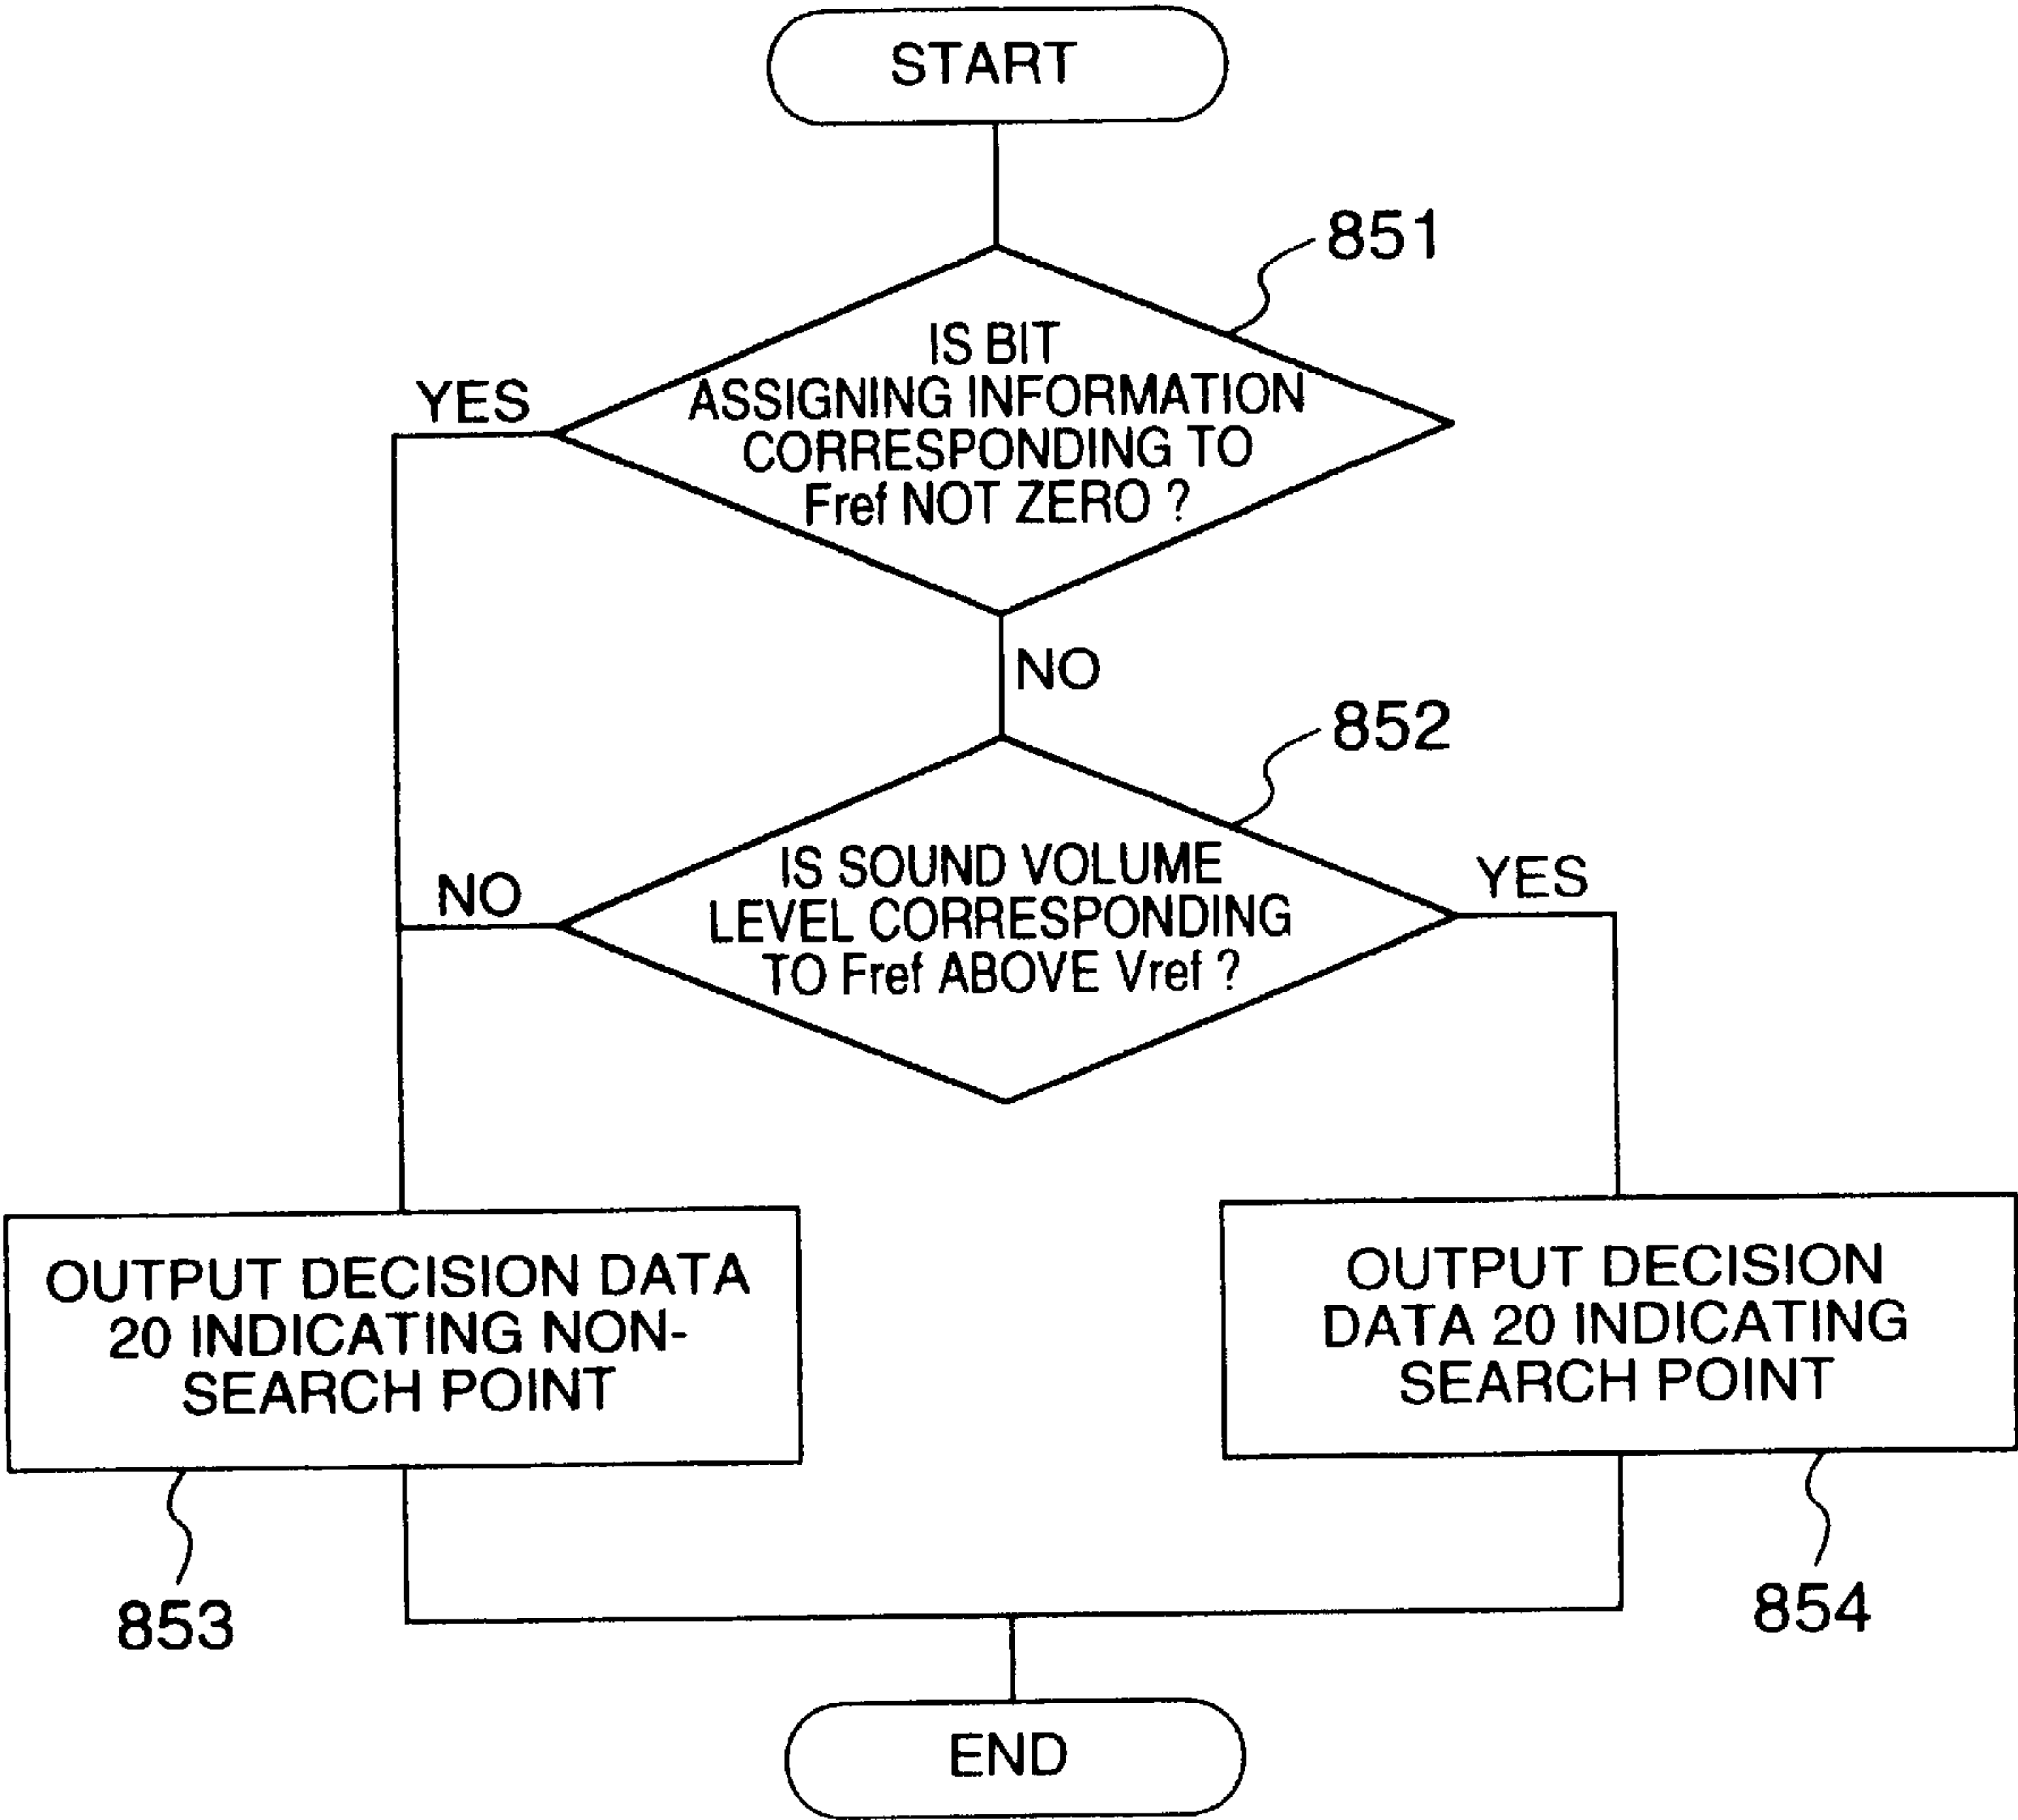 START
851
IS BIT
ASSIGNING INFORMATION
CORRESPONDING TO
Fref NOT ZERO ?
YES
NO
852
IS SOUND VOLUME
LEVEL CORRESPONDING
TO Fref ABOVE Vref ?
NO
YES
OUTPUT DECISION DATA
20 INDICATING NON-
SEARCH POINT
853
OUTPUT DECISION
DATA 20 INDICATING
SEARCH POINT
854
END